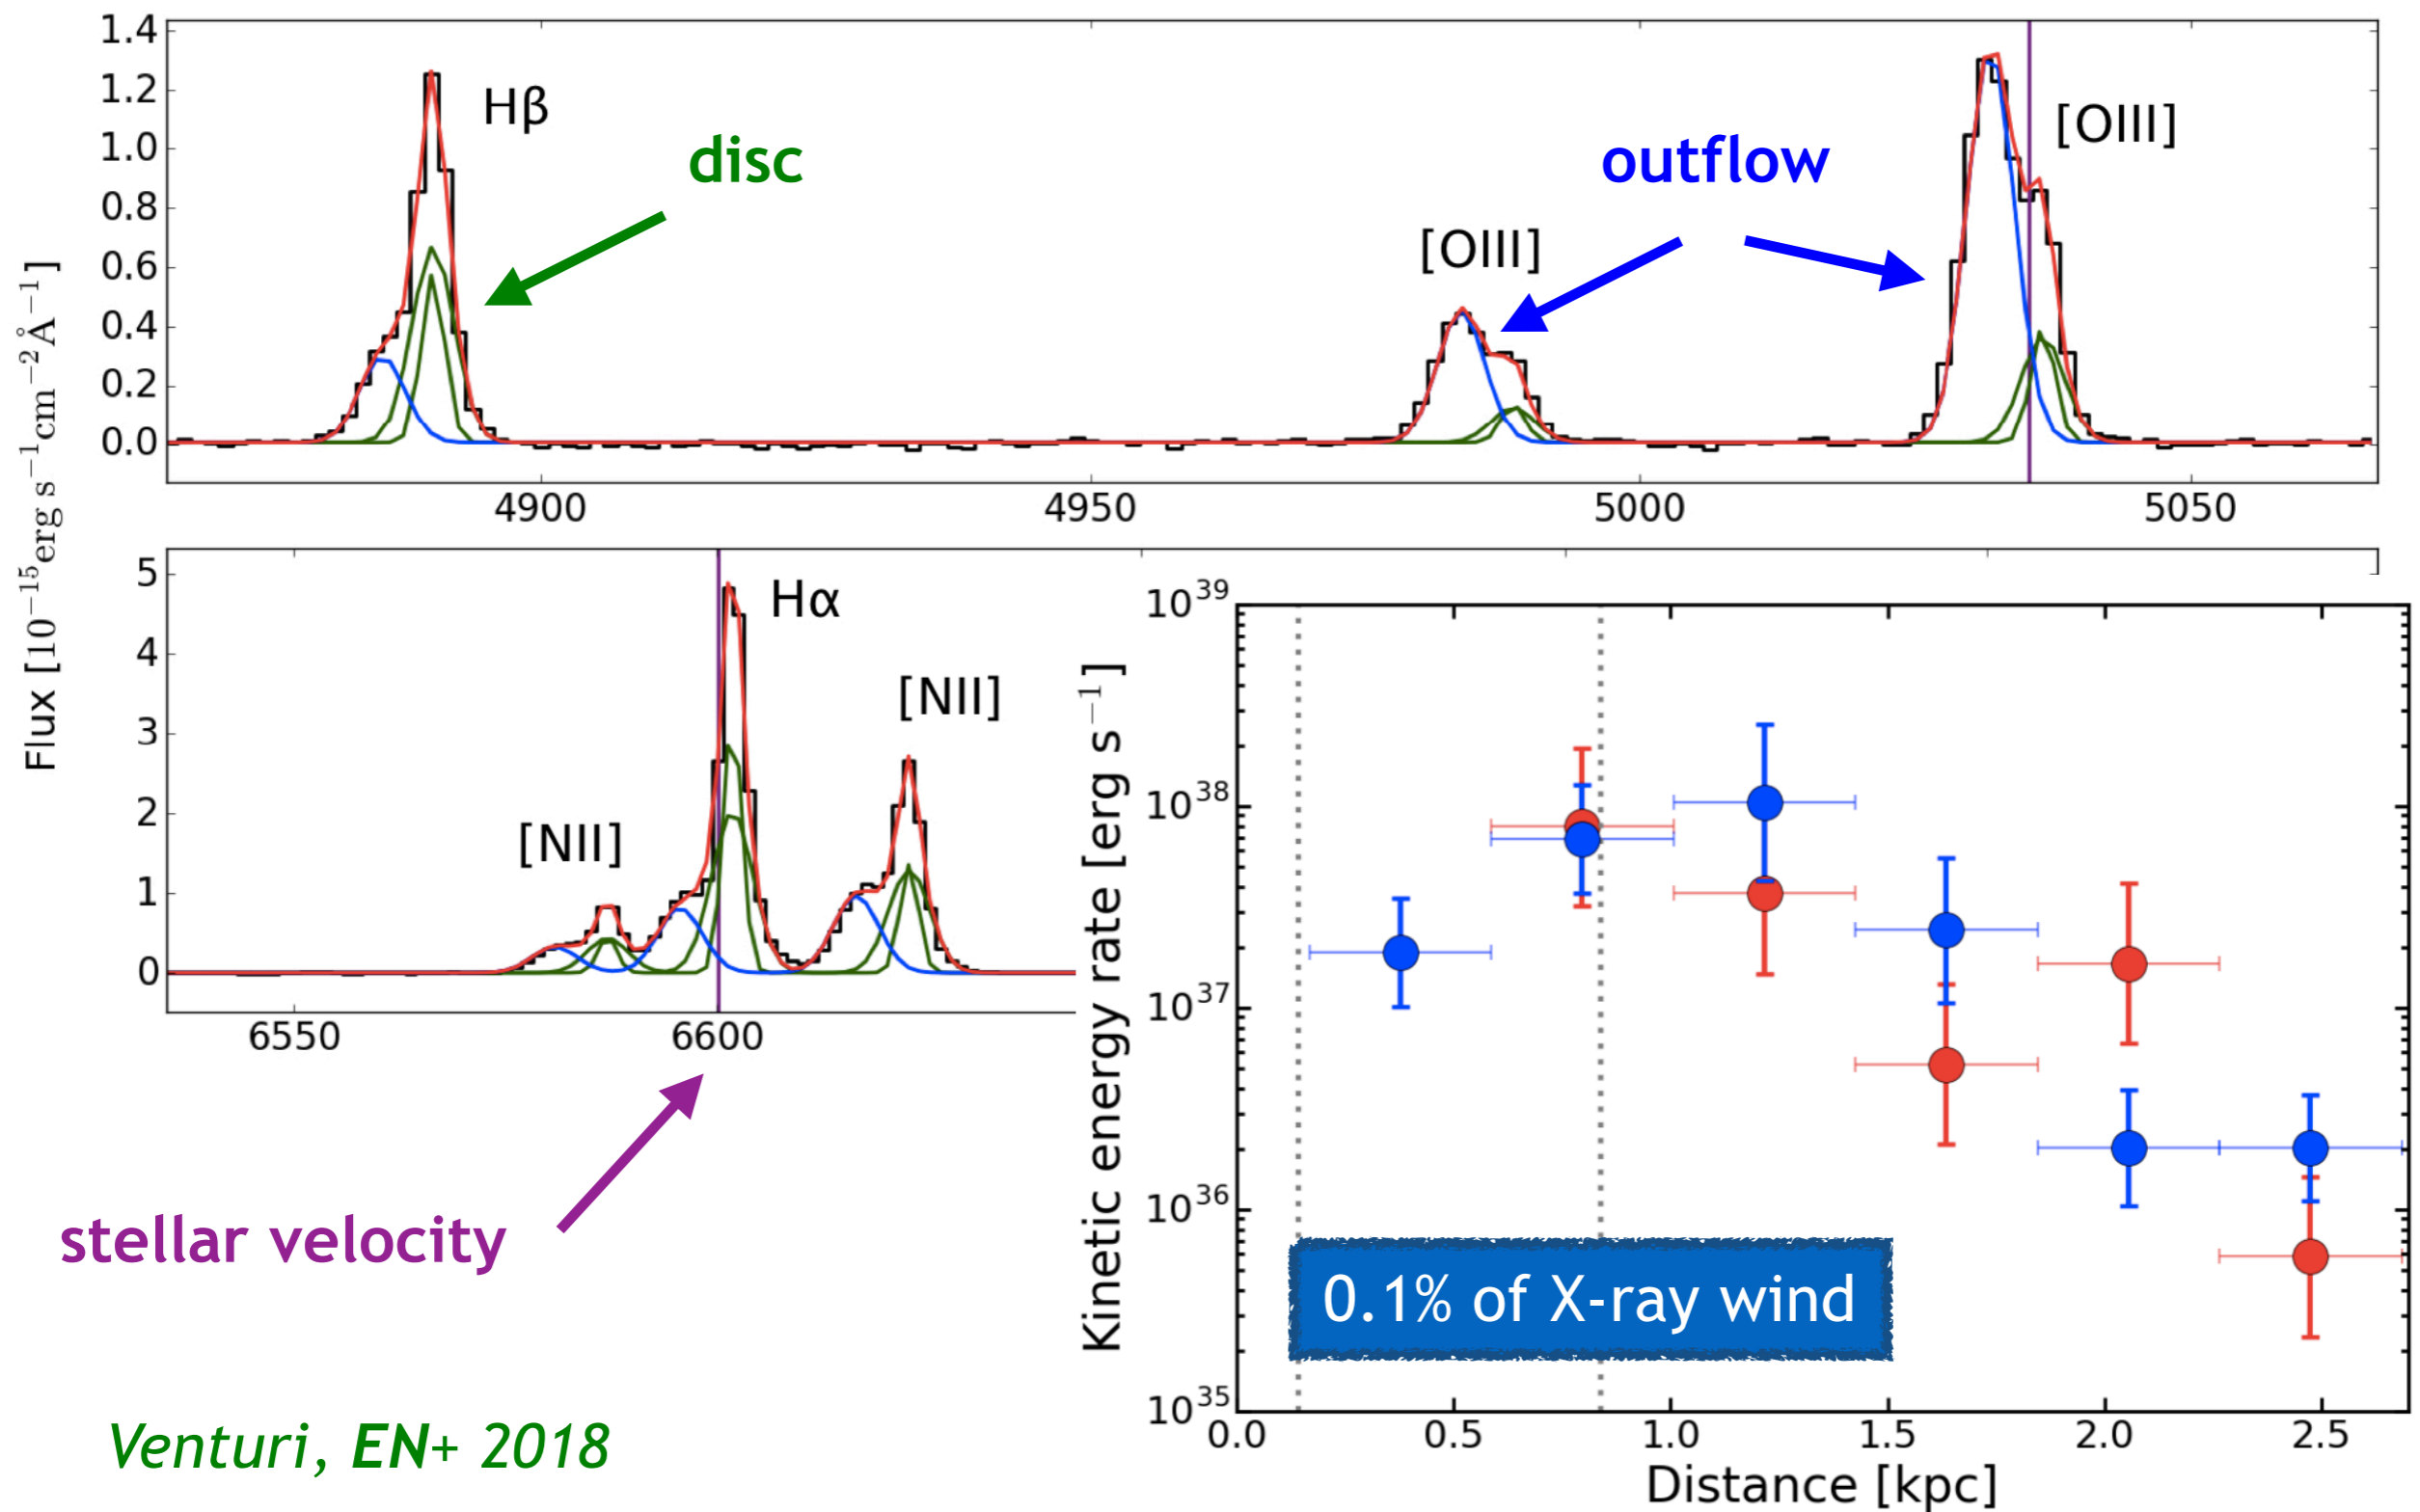 Flux [10⁻¹⁵erg s⁻¹cm⁻²Å⁻¹]
1.4
1.2
1.0
0.8
0.6
0.4
0.2
0.0
Hβ
disc
outflow
[OIII]
[OIII]
4900 4950 5000 5050
5
4
3
2
1
0
Hα
[NII]
[NII]
6550 6600
stellar velocity
Venturi, EN+ 2018
Kinetic energy rate [erg s⁻¹]
10³⁹
10³⁸
10³⁷
10³⁶
10³⁵
0.1% of X-ray wind
0.0 0.5 1.0 1.5 2.0 2.5
Distance [kpc]